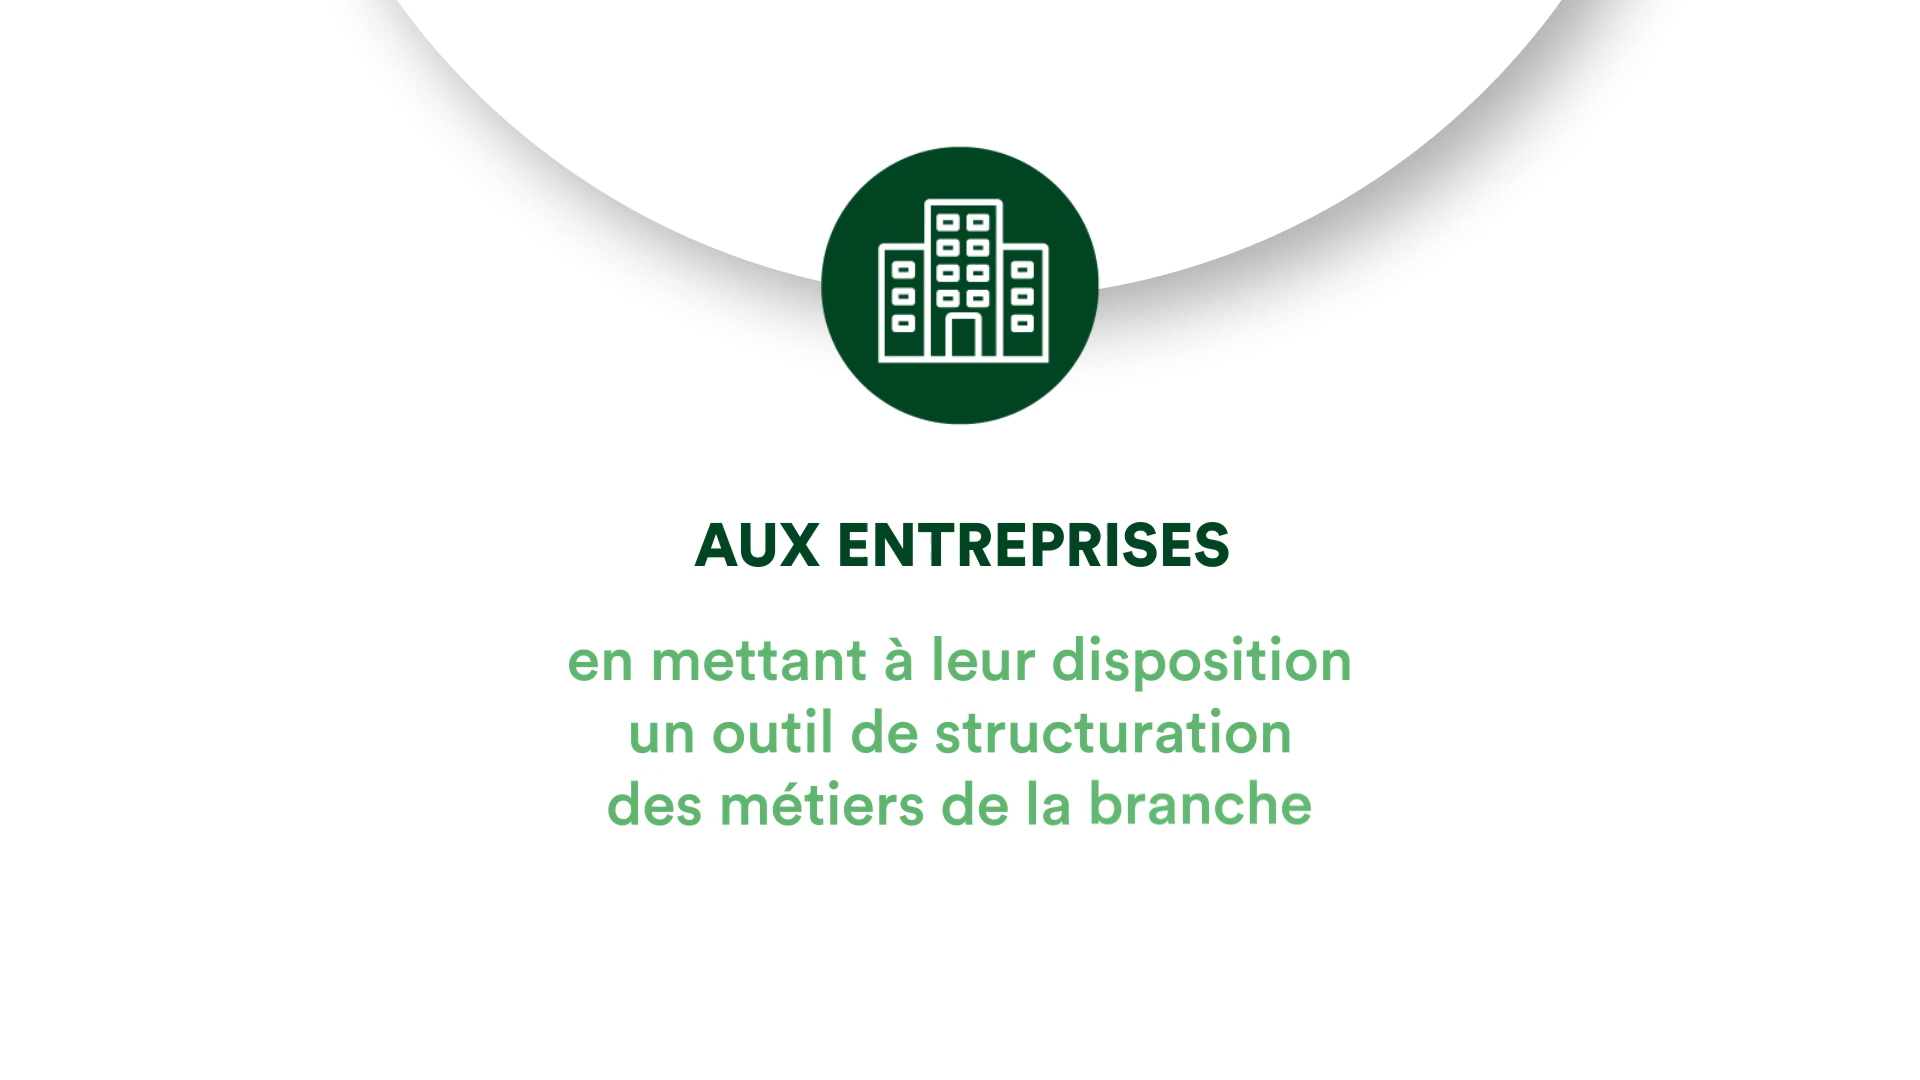 AUX ENTREPRISES
en mettant à leur disposition
un outil de structuration
des métiers de la branche